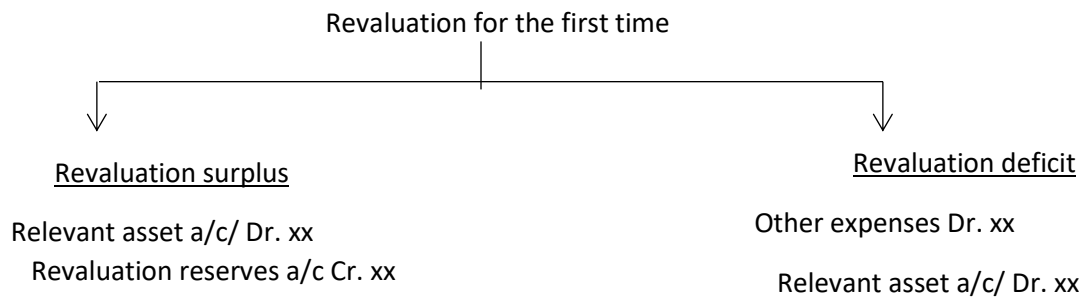 Revaluation for the first time
Revaluation surplus
Relevant asset a/c/ Dr. xx
Revaluation reserves a/c Cr. xx
Revaluation deficit
Other expenses Dr. xx
Relevant asset a/c/ Dr. xx